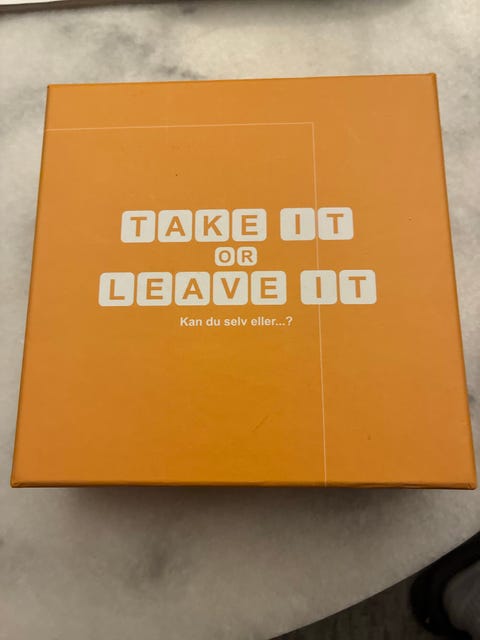 TAKE IT
OR
LEAVE IT
Kan du selv eller...?